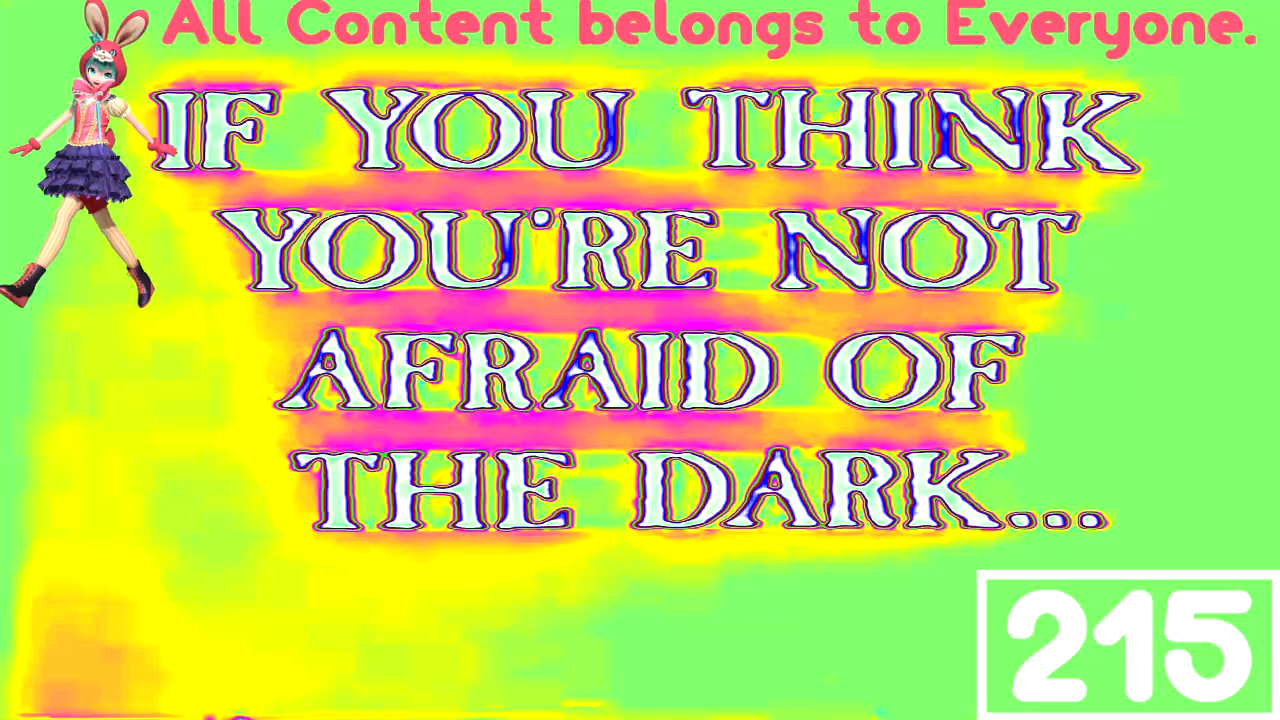 All Content belongs to Everyone.
IF YOU THINK
YOU'RE NOT
AFRAID OF
THE DARK...
215